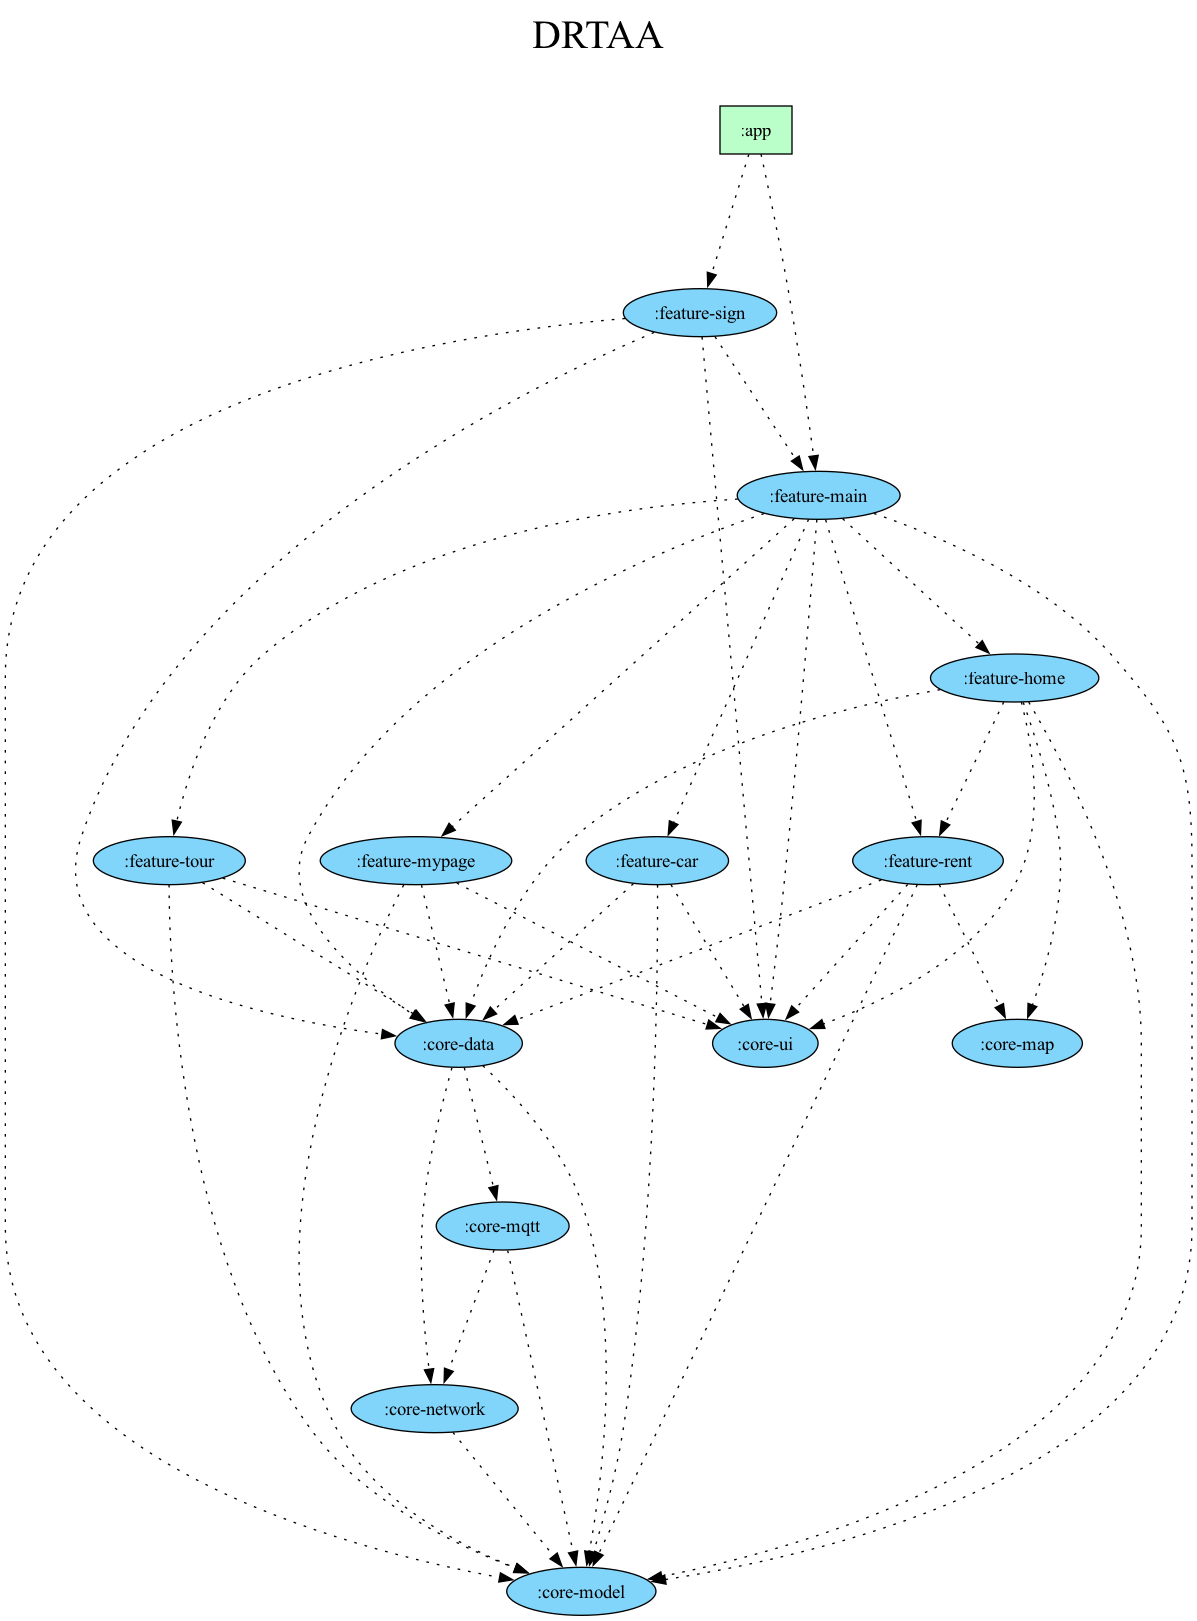 DRTAA
:app
:feature-sign
:feature-main
:feature-home
:feature-tour
:feature-mypage
:feature-car
:feature-rent
:core-data
:core-ui
:core-map
:core-mqtt
:core-network
:core-model